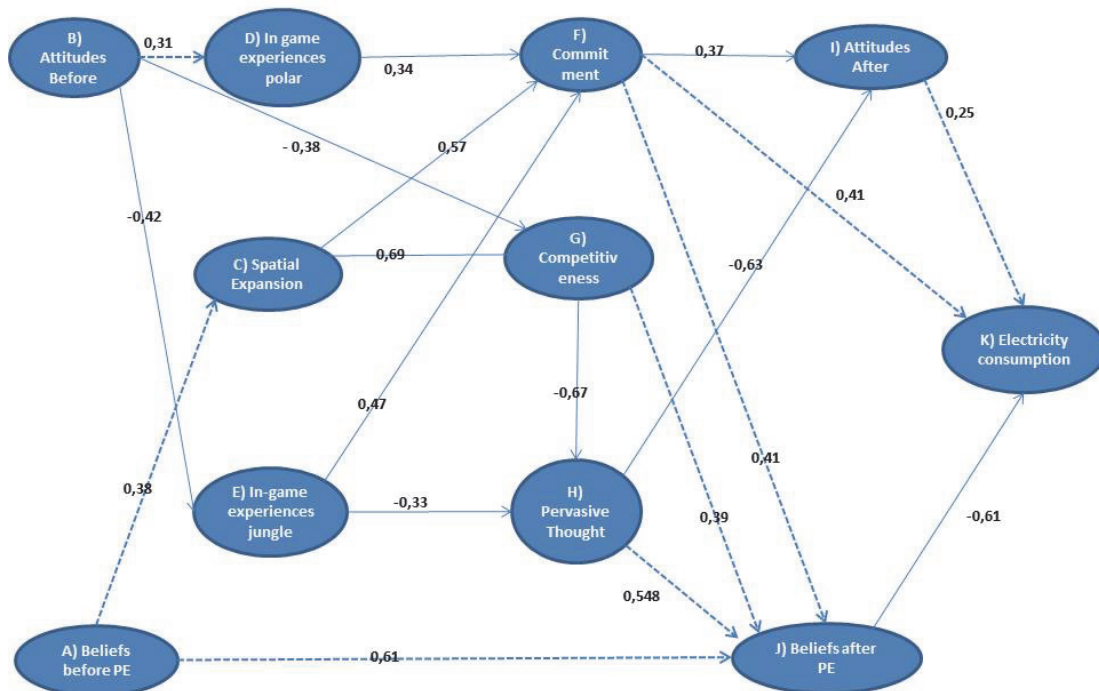 B)
Attitudes
Before
0,31
D) In game
experiences
polar
0,34
F)
Commit
ment
0,37
I) Attitudes
After
0,25
- 0,38
0,57
0,41
-0,42
C) Spatial
Expansion
0,69
G)
Competitiv
eness
-0,63
K) Electricity
consumption
-0,67
0,47
0,41
0,38
E) In-game
experiences
jungle
-0,33
H)
Pervasive
Thought
0,39
-0,61
0,548
A) Beliefs
before PE
0,61
J) Beliefs after
PE